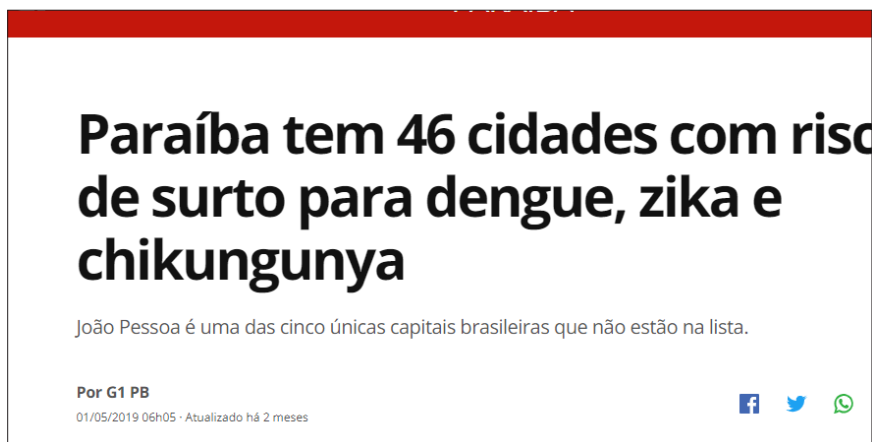 Paraíba tem 46 cidades com risc
de surto para dengue, zika e
chikungunya
João Pessoa é uma das cinco únicas capitais brasileiras que não estão na lista.
Por G1 PB
01/05/2019 06h05 · Atualizado há 2 meses